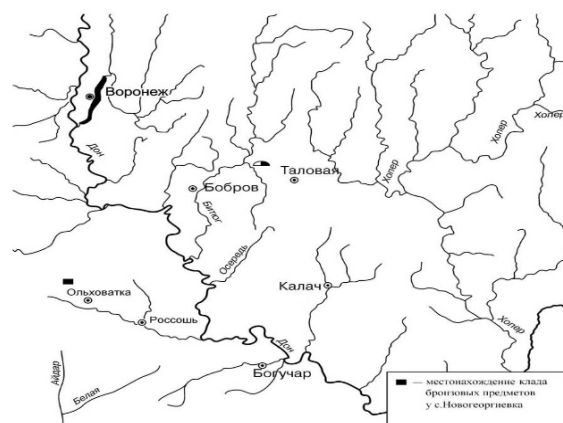 Воронеж
Дон
Хопер
Хопер
Хопер
Таловая
Бобров
Битюг
Осередь
Калач
Ольховатка
Россошь
Хопер
Дон
Богучар
Айдар
Белая
— местонахождение клада
бронзовых предметов
у с.Новогеоргиевка